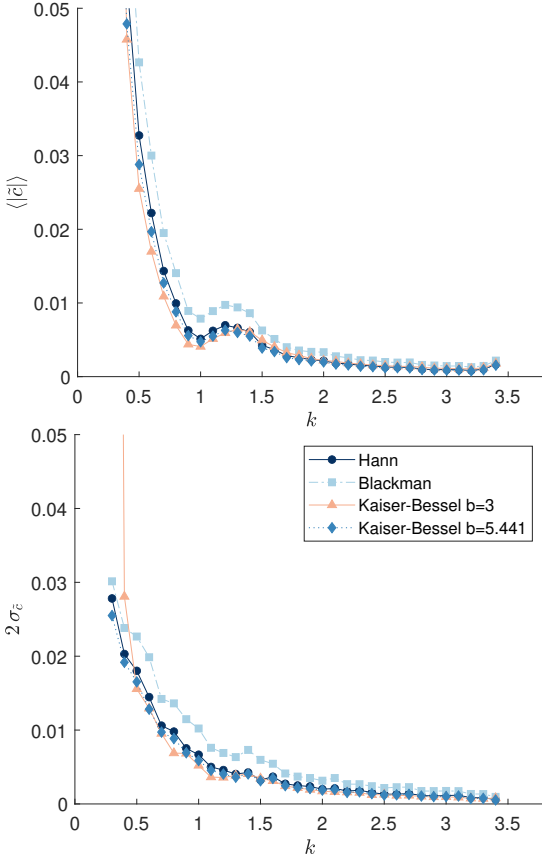 0.05
0.04
0.03
0.02
0.01
0
⟨|c̃|⟩
0 0.5 1 1.5 2 2.5 3 3.5
k
0.05
0.04
0.03
0.02
0.01
0
2 σ_c̃
Hann
Blackman
Kaiser-Bessel b=3
Kaiser-Bessel b=5.441
0 0.5 1 1.5 2 2.5 3 3.5
k